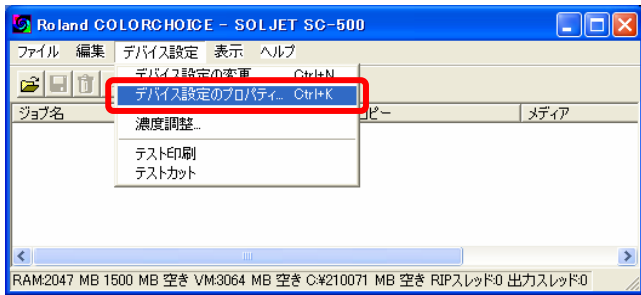 Roland COLORCHOICE - SOLJET SC-500
ファイル 編集 デバイス設定 表示 ヘルプ
デバイス設定の変更 Ctrl+N
デバイス設定のプロパティ... Ctrl+K
濃度調整...
テスト印刷
テストカット
ジョブ名 コピー メディア
RAM:2047 MB 1500 MB 空き VM:3064 MB 空き C:¥210071 MB 空き RIPスレッド:0 出力スレッド:0